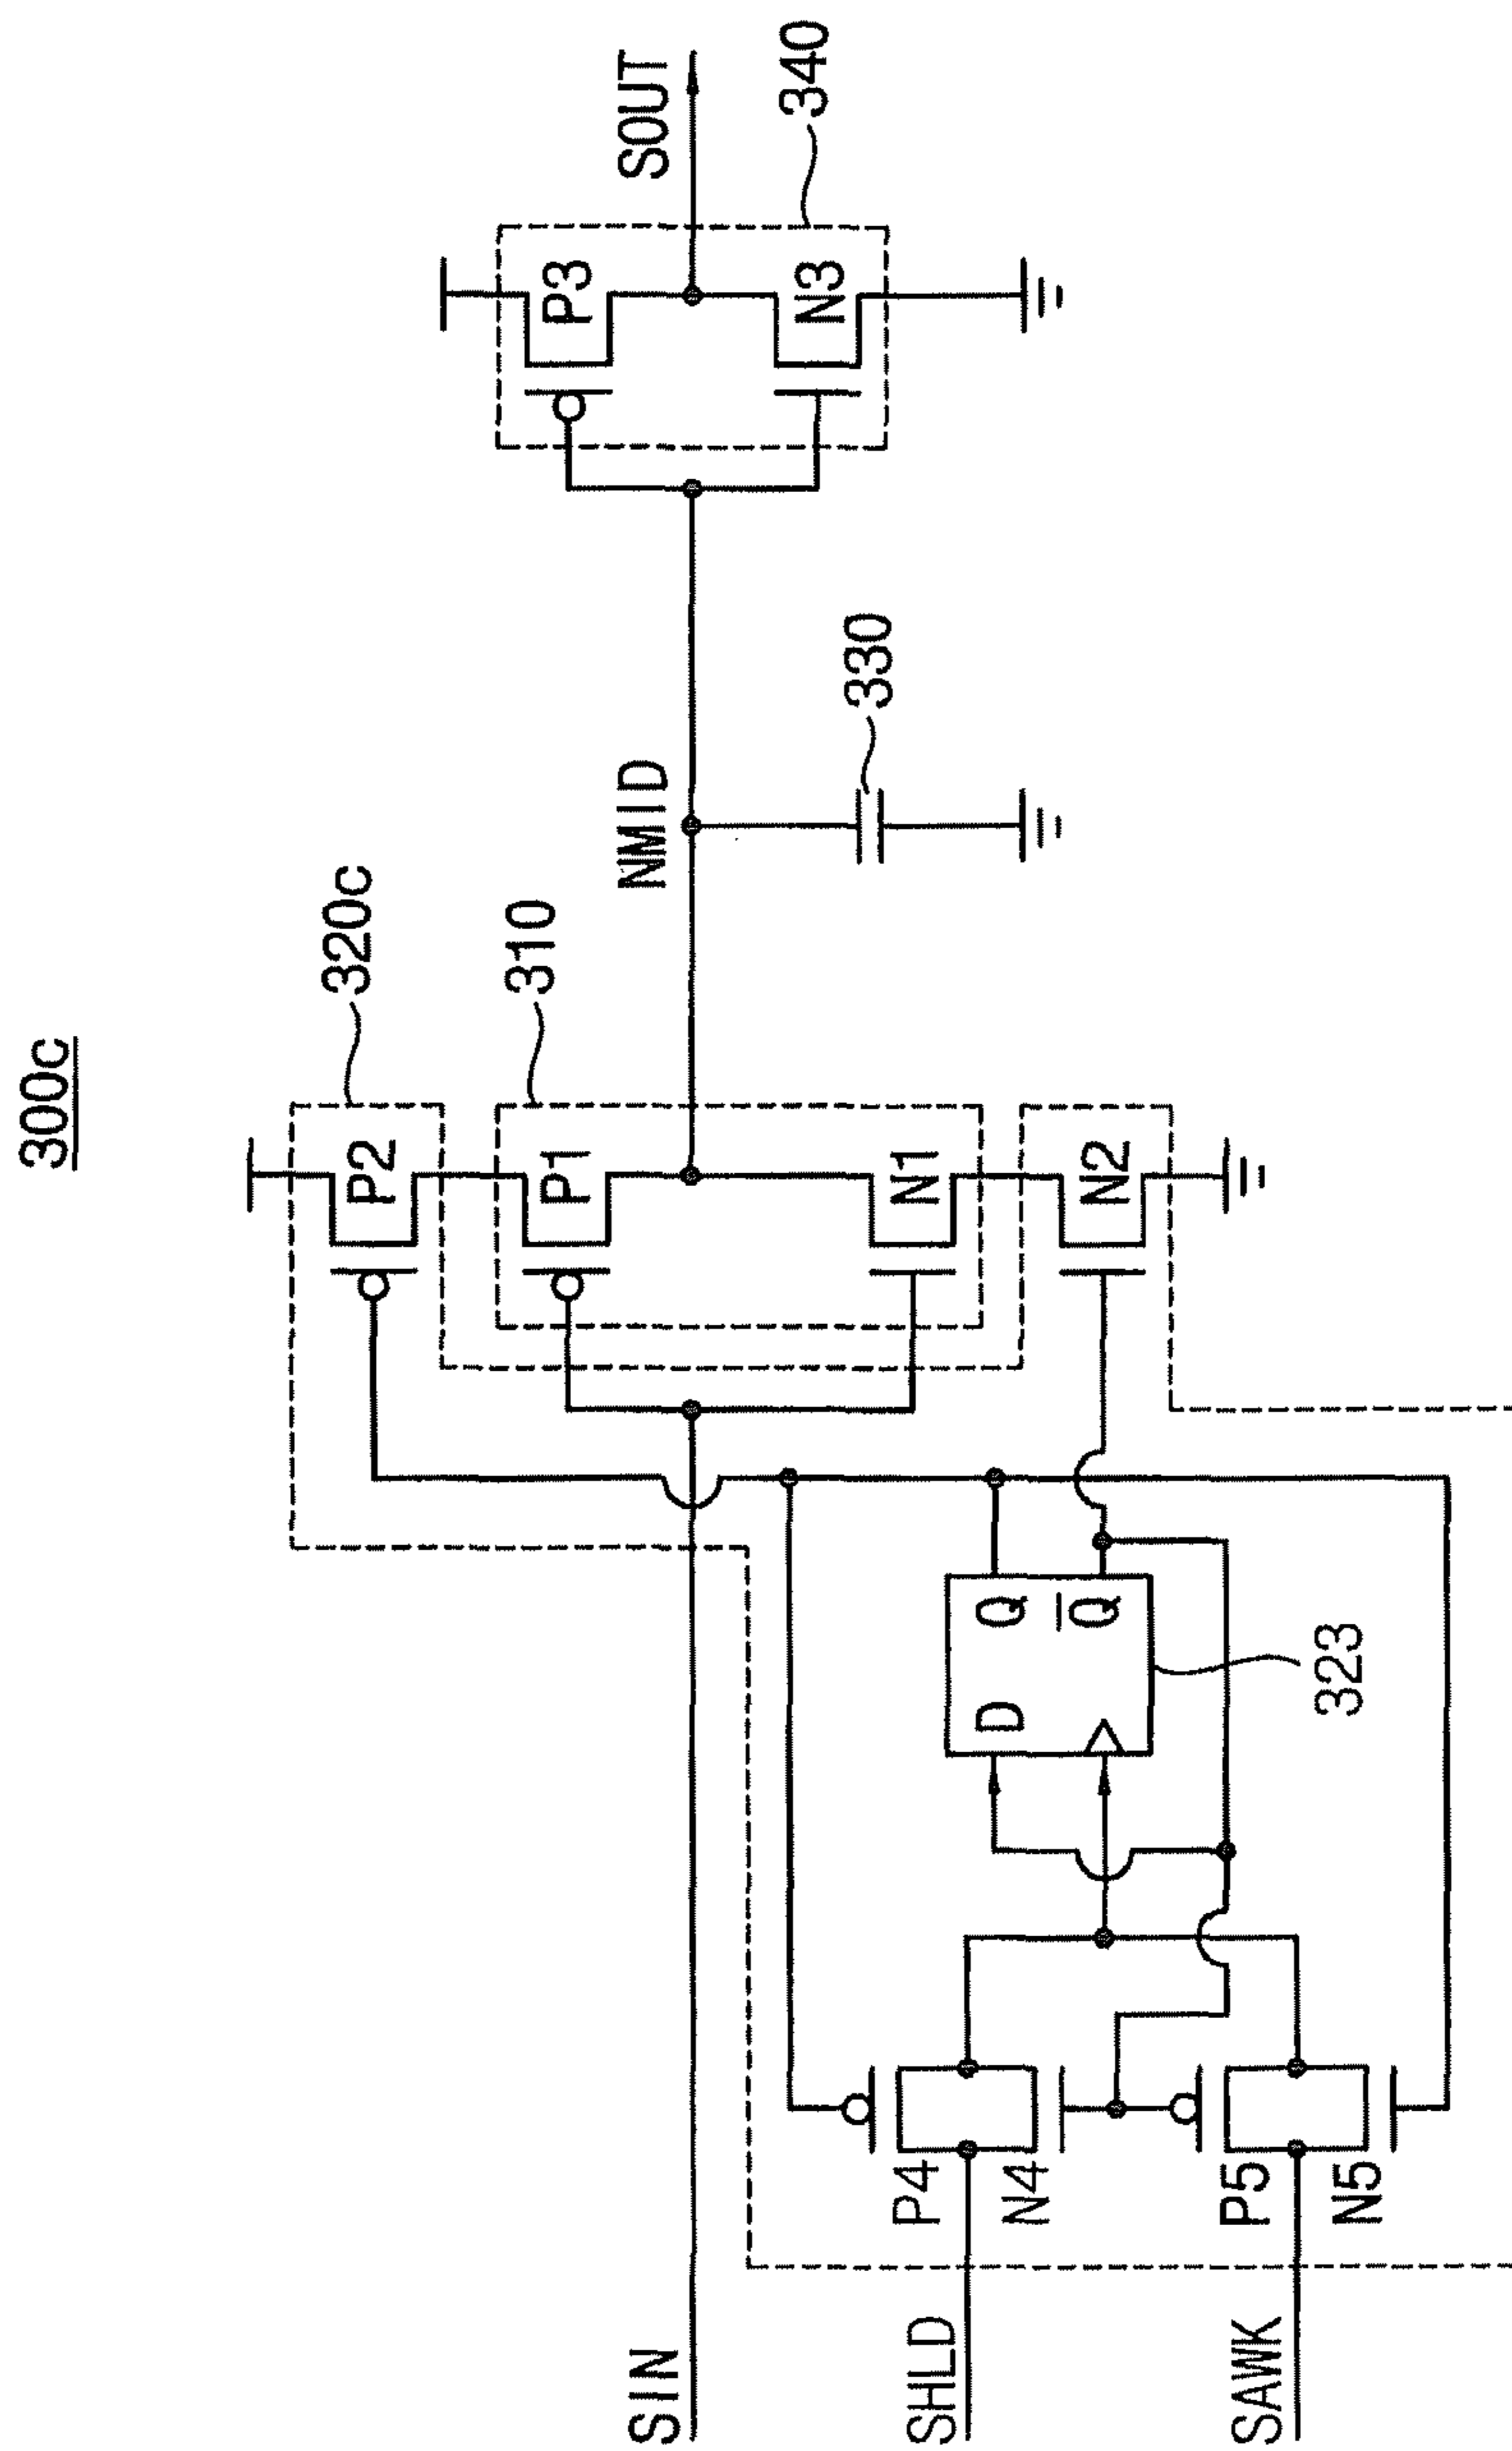 300c
320c
P2
310
P1
N1
N2
NMID
330
P3
N3
340
SOUT
SIN
SHLD
SAWK
P4
N4
P5
N5
D
Q
Q̅
323